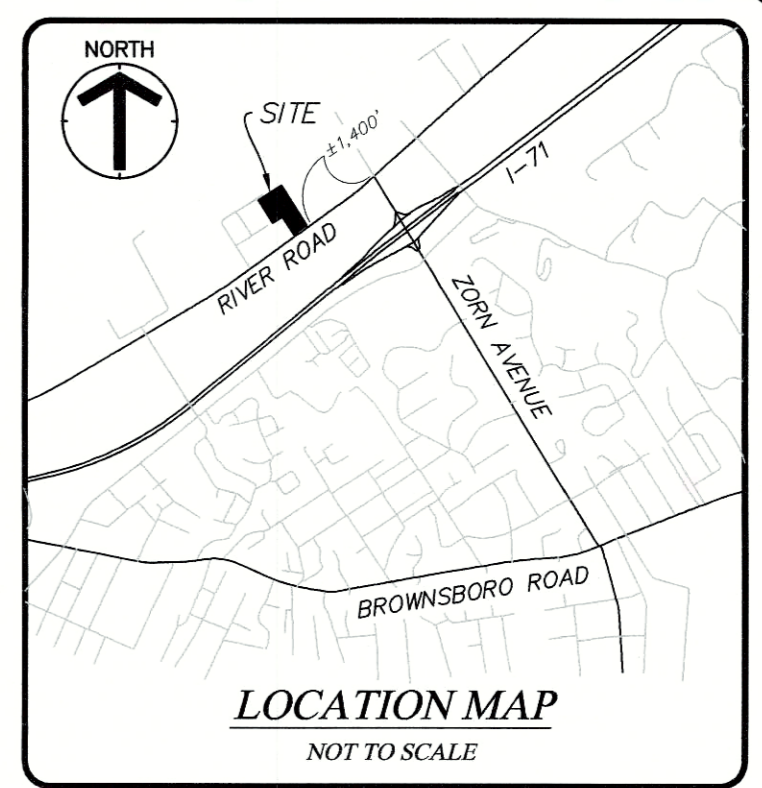 NORTH
SITE
±1,400'
I-71
RIVER ROAD
ZORN AVENUE
BROWNSBORO ROAD
LOCATION MAP
NOT TO SCALE